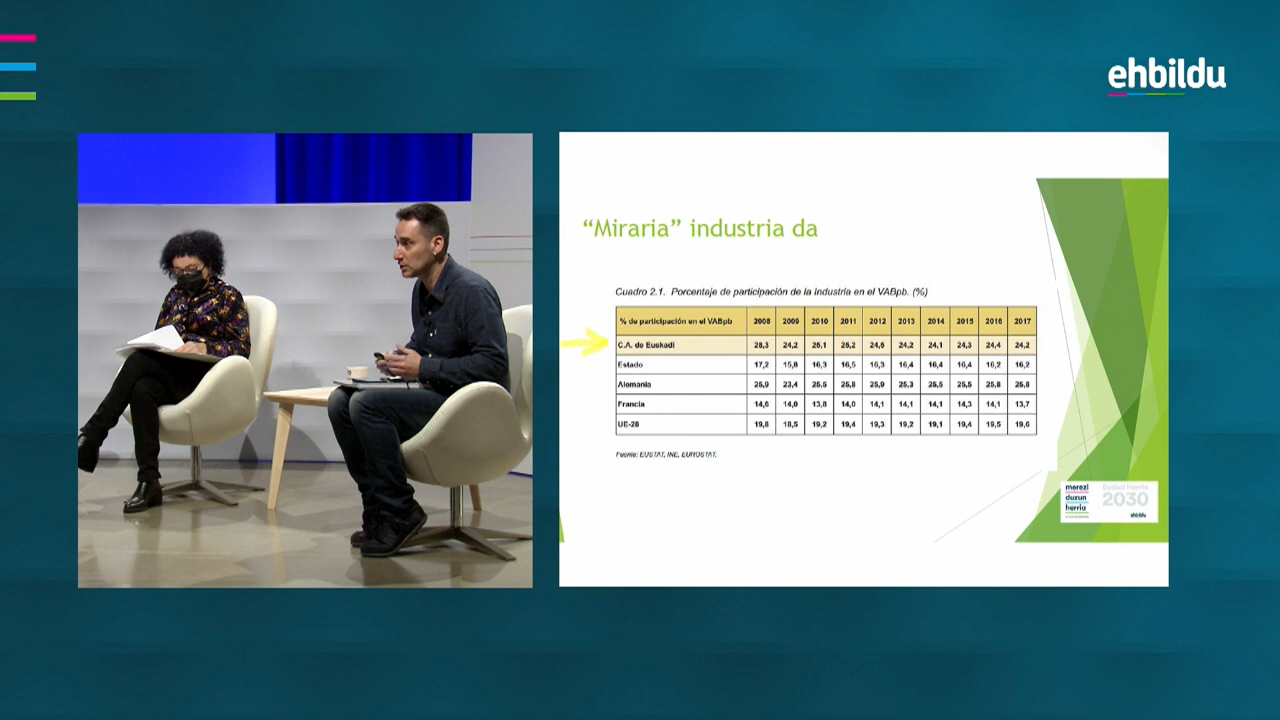 ehbildu
“Miraria” industria da
Cuadro 2.1. Porcentaje de participación de la industria en el VABpb. (%)
% de participación en el VABpb 2008 2009 2010 2011 2012 2013 2014 2015 2016 2017
C.A. de Euskadi 28,3 24,2 25,1 25,2 24,6 24,2 24,1 24,3 24,4 24,2
Estado 17,2 15,8 16,3 16,5 16,3 16,4 16,4 16,4 16,2 16,2
Alemania 25,9 23,4 25,5 25,8 25,9 25,3 25,5 25,5 25,8 25,8
Francia 14,6 14,0 13,8 14,0 14,1 14,1 14,1 14,3 14,1 13,7
UE-28 19,8 18,5 19,2 19,4 19,3 19,2 19,1 19,4 19,5 19,6
Fuente: EUSTAT, INE, EUROSTAT.
merezi
duzun
herria
Euskal Herria
2030
ehbildu